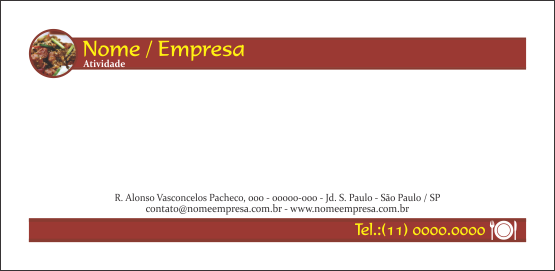 Nome / Empresa
Atividade
R. Alonso Vasconcelos Pacheco, 000 - 00000-000 - Jd. S. Paulo - São Paulo / SP
contato@nomeempresa.com.br - www.nomeempresa.com.br
Tel.:(11) 0000.0000